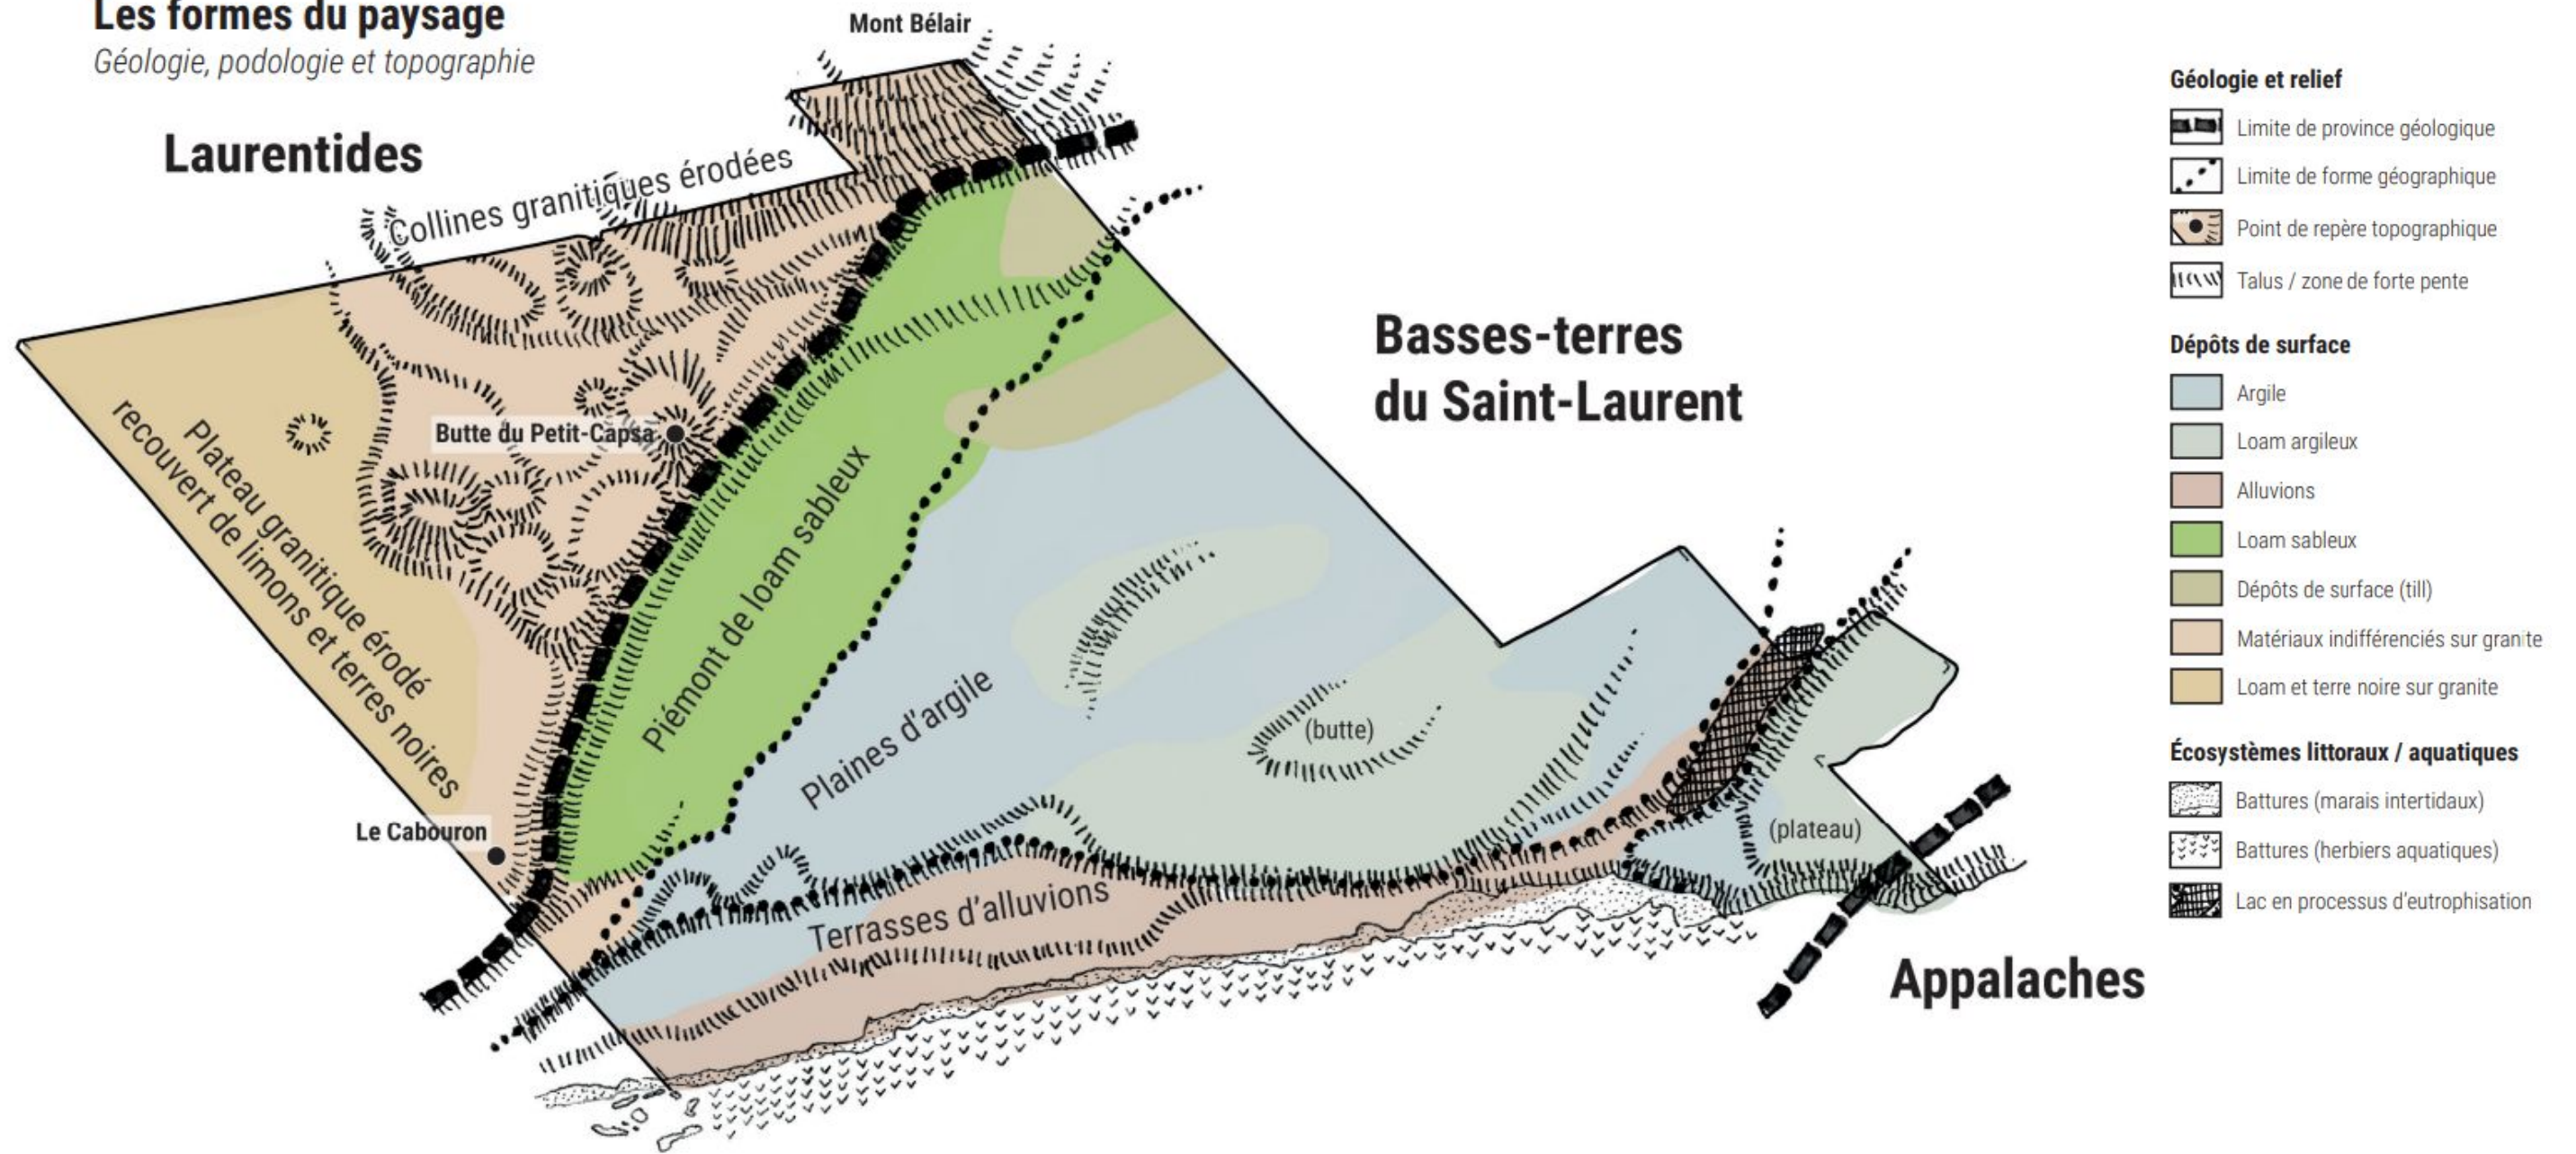 Les formes du paysage
Géologie, podologie et topographie
Mont Bélair
Laurentides
Collines granitiques érodées
Butte du Petit-Capsa
Plateau granitique érodé
recouvert de limons et terres noires
Le Cabouron
Piémont de loam sableux
Plaines d'argile
Terrasses d'alluvions
(butte)
(plateau)
Basses-terres
du Saint-Laurent
Appalaches
Géologie et relief
Limite de province géologique
Limite de forme géographique
Point de repère topographique
Talus / zone de forte pente
Dépôts de surface
Argile
Loam argileux
Alluvions
Loam sableux
Dépôts de surface (till)
Matériaux indifférenciés sur granite
Loam et terre noire sur granite
Écosystèmes littoraux / aquatiques
Battures (marais intertidaux)
Battures (herbiers aquatiques)
Lac en processus d'eutrophisation